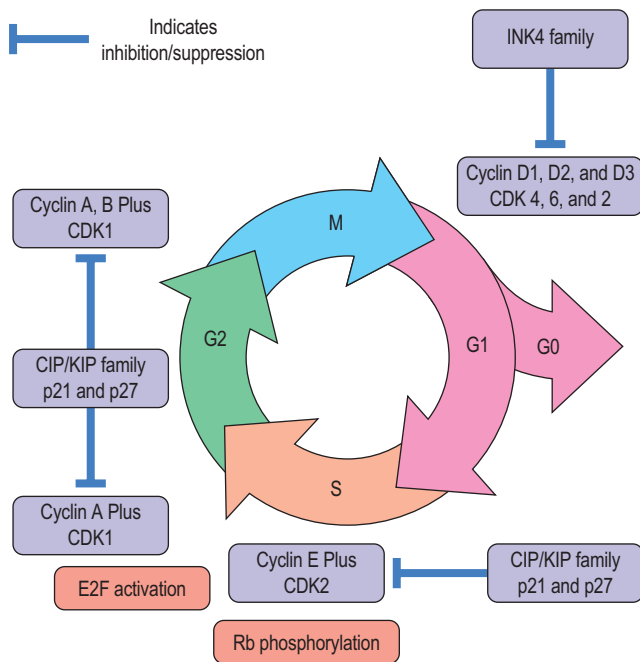 Indicates
inhibition/suppression
INK4 family
Cyclin D1, D2, and D3
CDK 4, 6, and 2
Cyclin A, B Plus
CDK1
M
G2
G1
G0
CIP/KIP family
p21 and p27
S
Cyclin A Plus
CDK1
Cyclin E Plus
CDK2
CIP/KIP family
p21 and p27
E2F activation
Rb phosphorylation